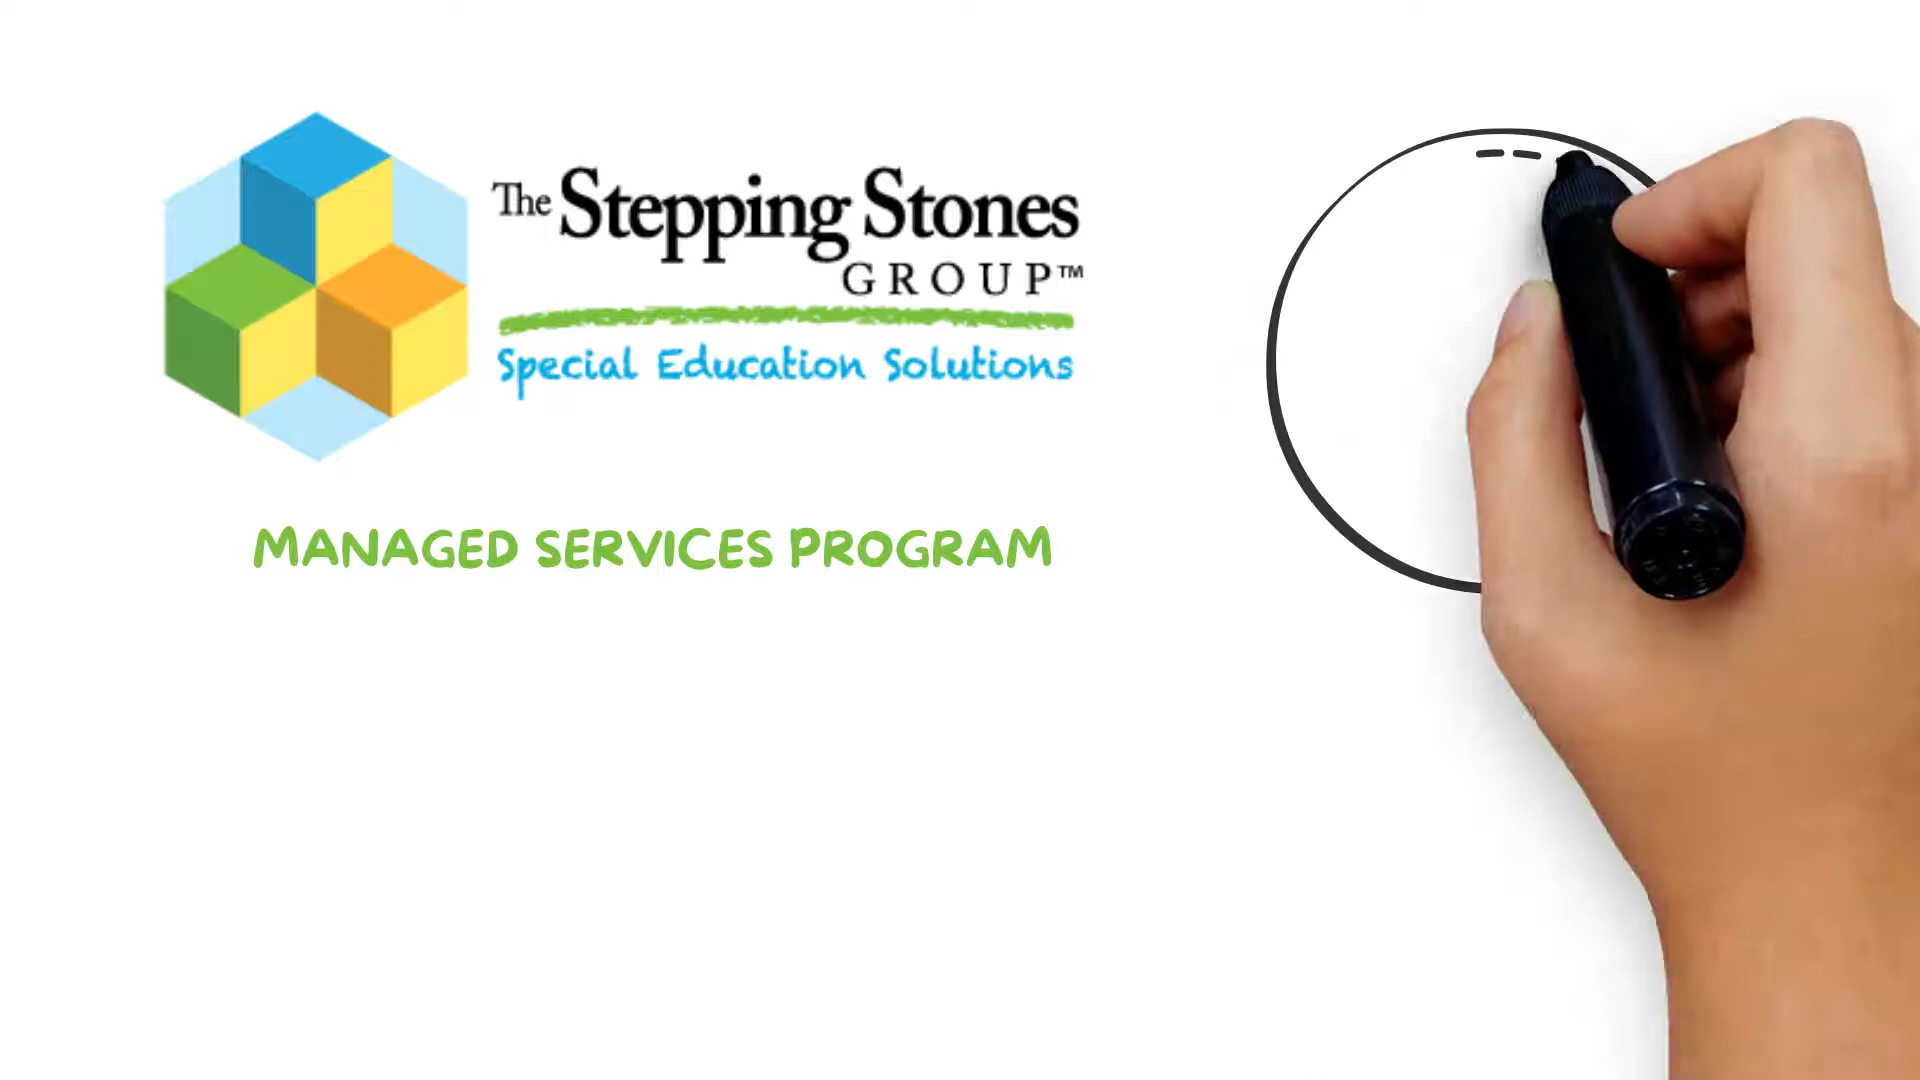 The Stepping Stones
GROUP™
Special Education Solutions
MANAGED SERVICES PROGRAM